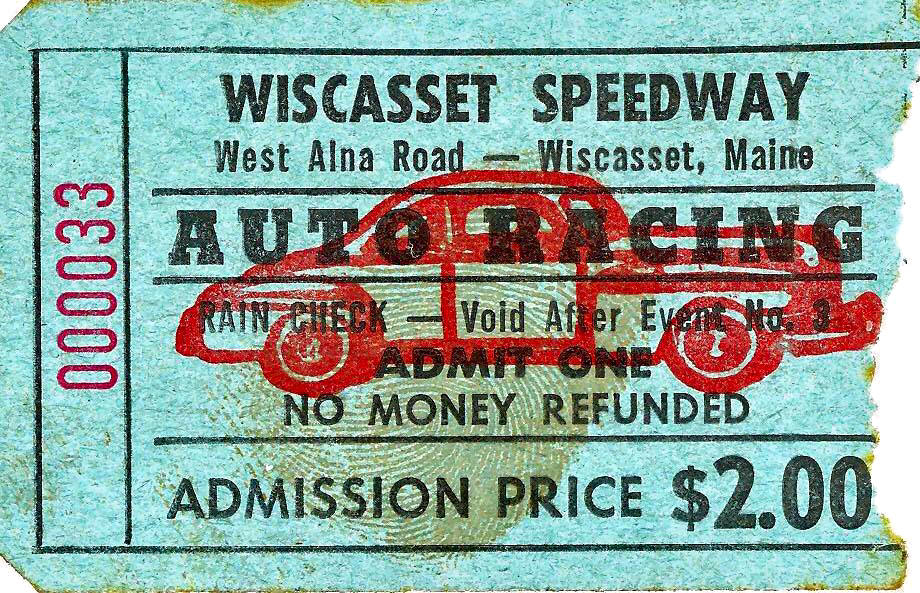 WISCASSET SPEEDWAY
West Alna Road — Wiscasset, Maine
AUTO RACING
RAIN CHECK — Void After Event No. 3
ADMIT ONE
NO MONEY REFUNDED
ADMISSION PRICE $2.00
000033